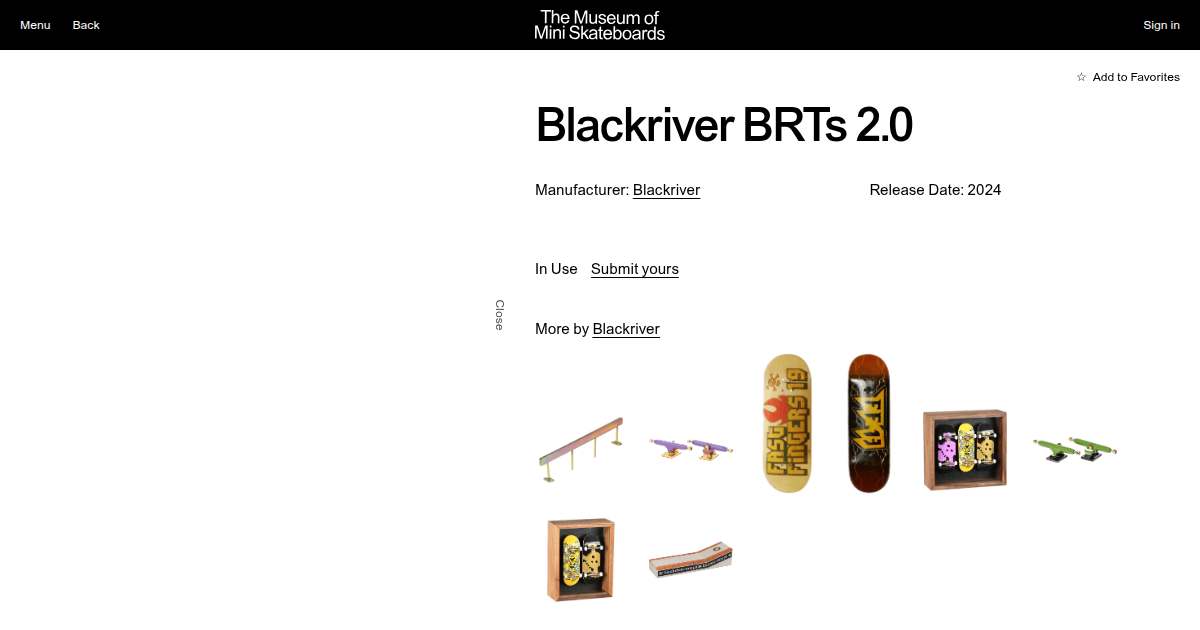 Menu
Back
The Museum of
Mini Skateboards
Sign in
☆ Add to Favorites
Blackriver BRTs 2.0
Manufacturer: Blackriver
Release Date: 2024
In Use
Submit yours
Close
More by Blackriver
FAST
FINGERS 19